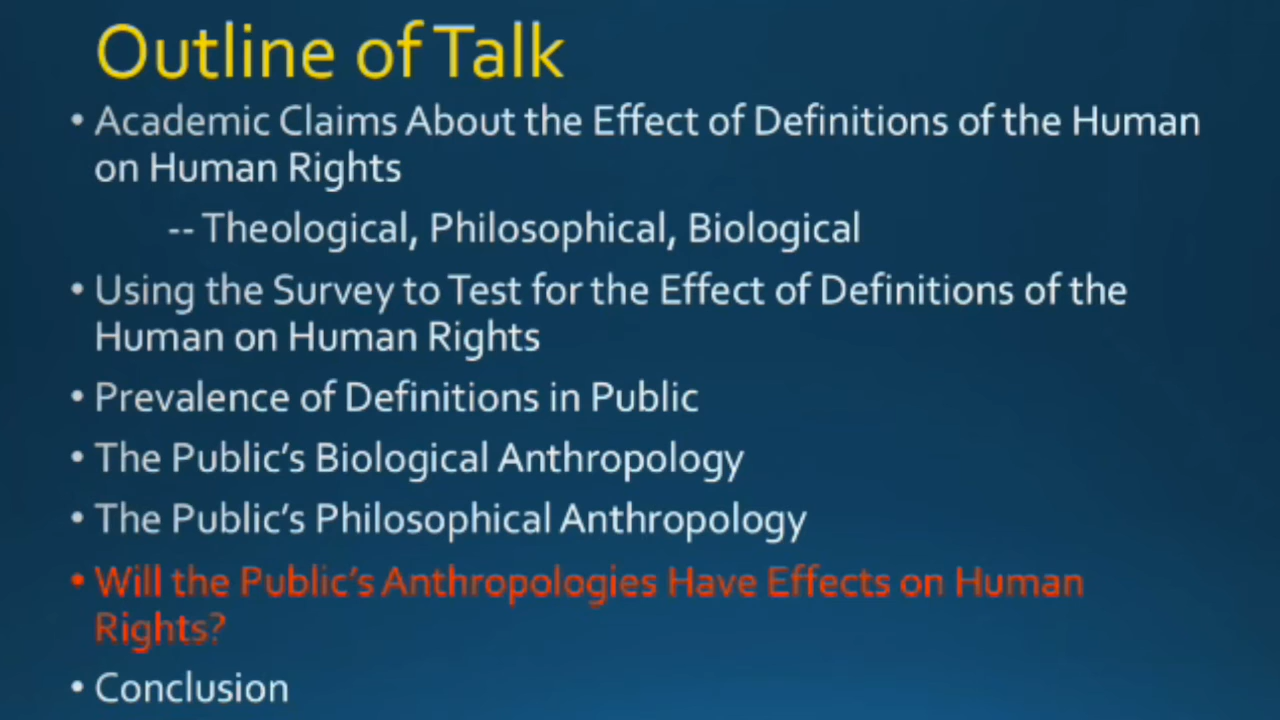 Outline of Talk
• Academic Claims About the Effect of Definitions of the Human
on Human Rights
-- Theological, Philosophical, Biological
• Using the Survey to Test for the Effect of Definitions of the
Human on Human Rights
• Prevalence of Definitions in Public
• The Public's Biological Anthropology
• The Public's Philosophical Anthropology
• Will the Public's Anthropologies Have Effects on Human
Rights?
• Conclusion